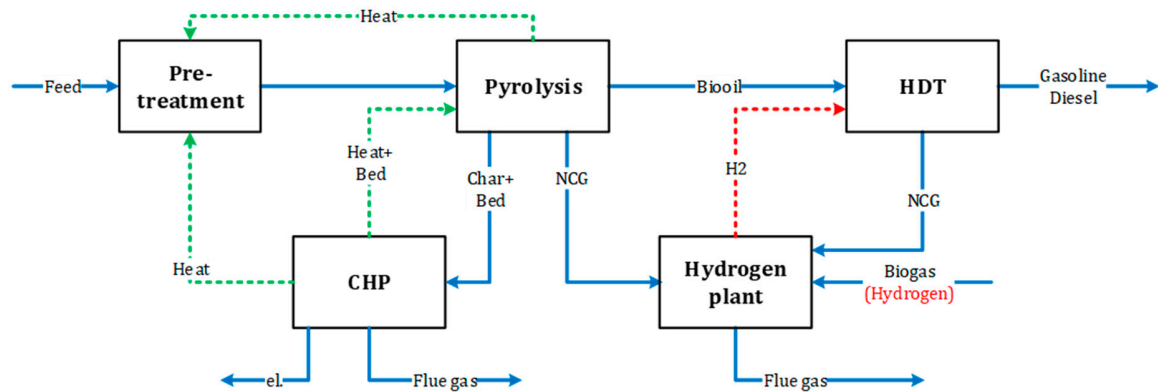 Heat
Feed
Pre-
treatment
Pyrolysis
Biooil
HDT
Gasoline
Diesel
Heat+
Bed
Char+
Bed
NCG
H2
NCG
Heat
CHP
Hydrogen
plant
Biogas
(Hydrogen)
el.
Flue gas
Flue gas